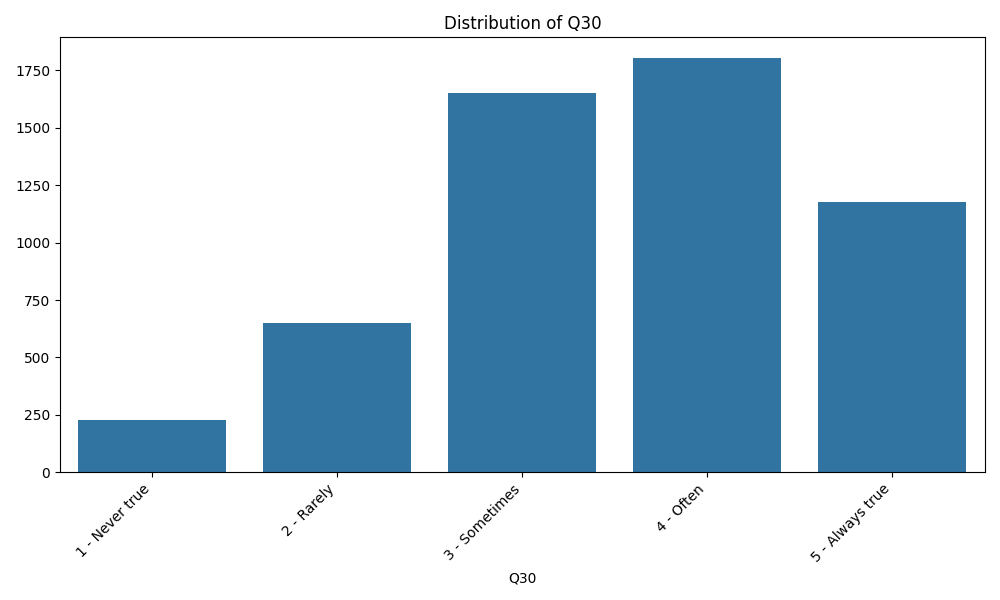 Distribution of Q30
1750
1500
1250
1000
750
500
250
0
1 - Never true
2 - Rarely
3 - Sometimes
4 - Often
5 - Always true
Q30